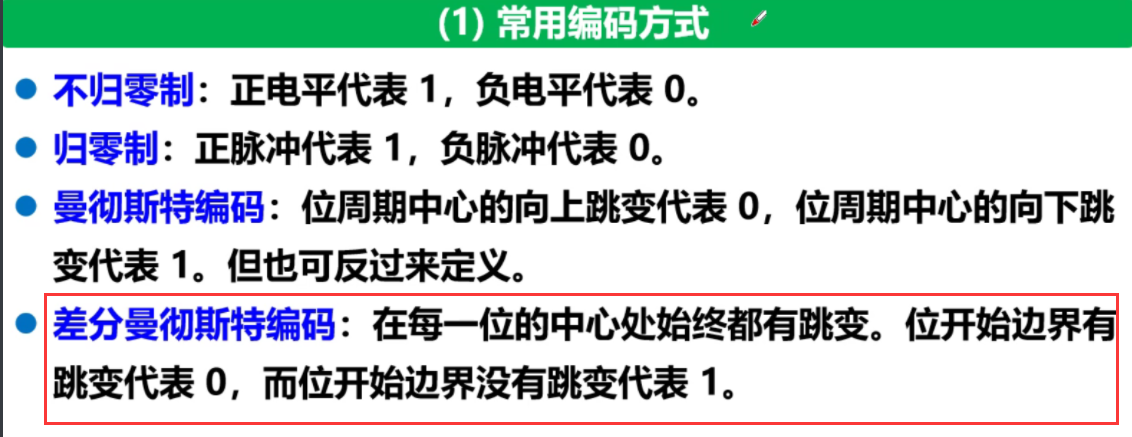 (1) 常用编码方式
● 不归零制：正电平代表 1，负电平代表 0。
● 归零制：正脉冲代表 1，负脉冲代表 0。
● 曼彻斯特编码：位周期中心的向上跳变代表 0，位周期中心的向下跳
变代表 1。但也可反过来定义。
● 差分曼彻斯特编码：在每一位的中心处始终都有跳变。位开始边界有
跳变代表 0，而位开始边界没有跳变代表 1。